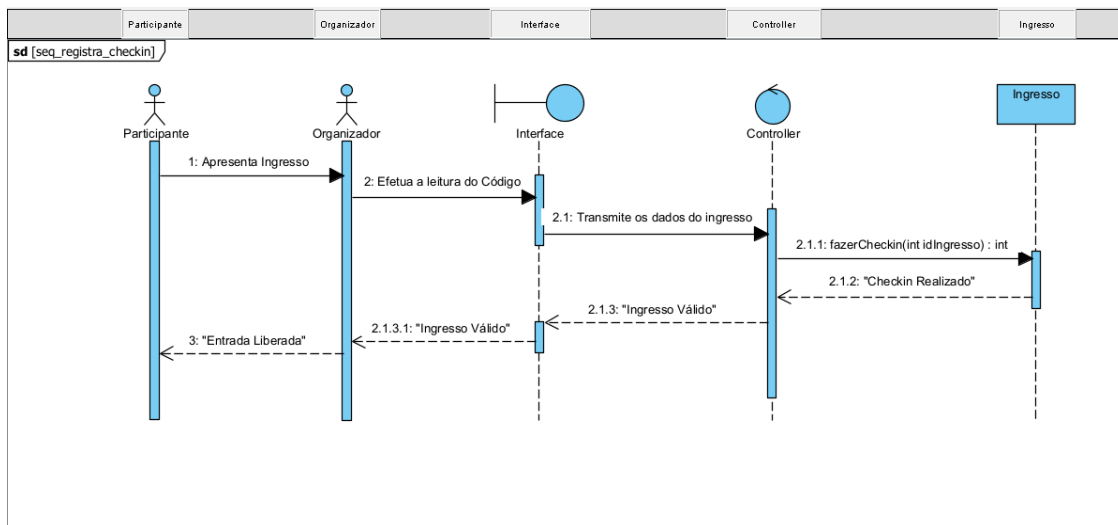 Participante
Organizador
Interface
Controller
Ingresso
sd [seq_registra_checkin]
Participante
Organizador
Interface
Controller
Ingresso
1: Apresenta Ingresso
2: Efetua a leitura do Código
2.1: Transmite os dados do ingresso
2.1.1: fazerCheckin(int idIngresso) : int
2.1.2: "Checkin Realizado"
2.1.3: "Ingresso Válido"
2.1.3.1: "Ingresso Válido"
3: "Entrada Liberada"